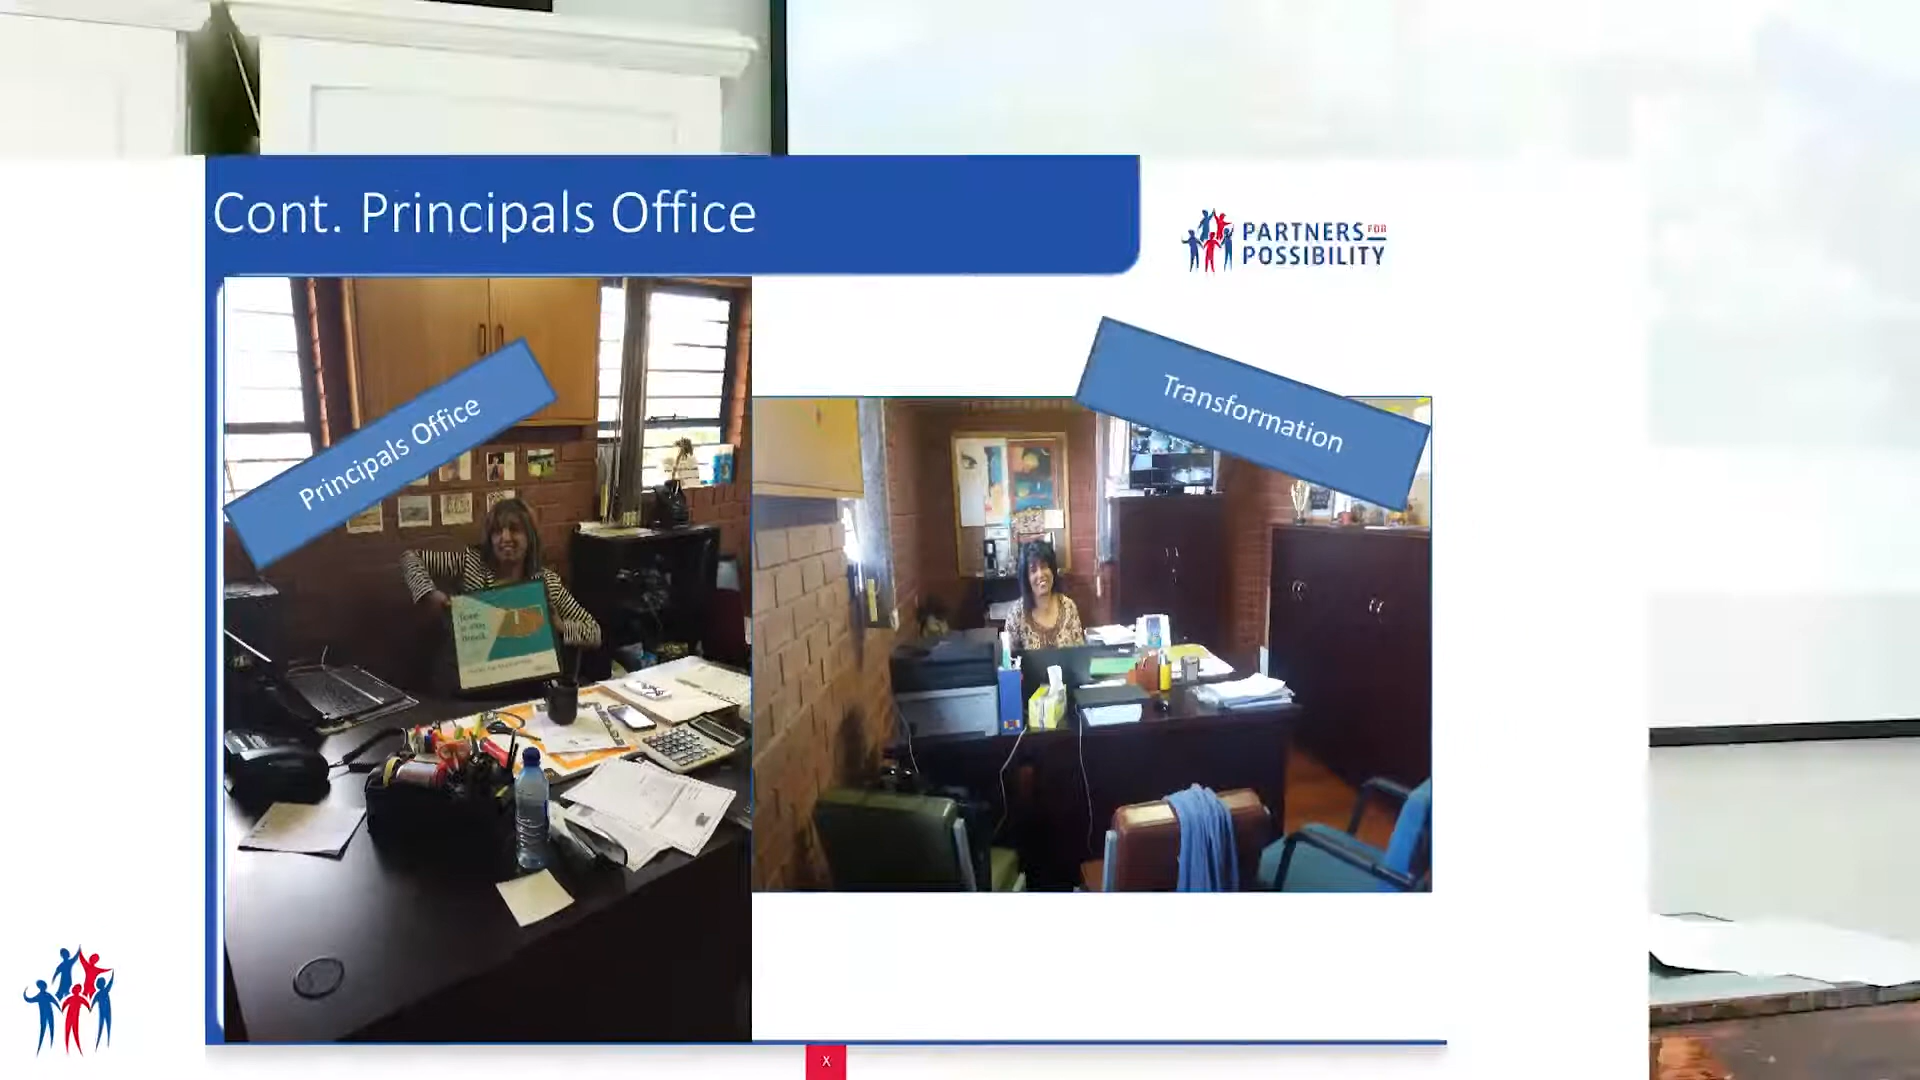 Cont. Principals Office
PARTNERS FOR
POSSIBILITY
Principals Office
Transformation
X